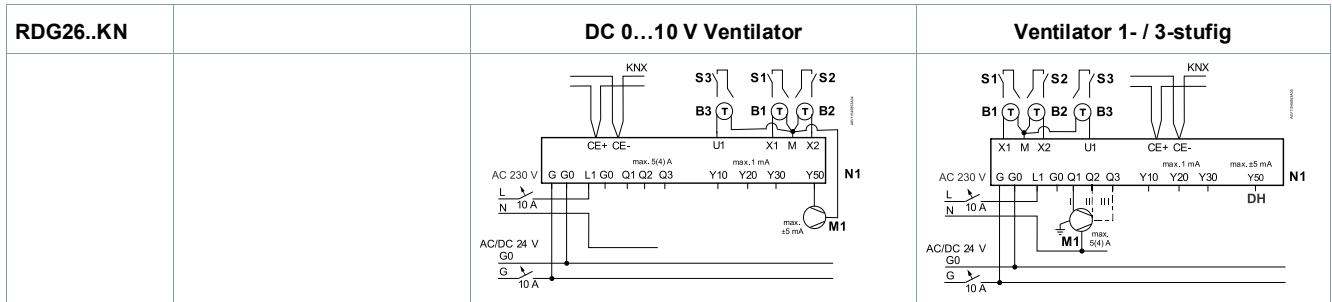 RDG26..KN
DC 0…10 V Ventilator
Ventilator 1- / 3-stufig
KNX
S3 S1 S2
B3 T B1 T T B2
CE+ CE- U1 X1 M X2
max. 5(4) A max. 1 mA
AC 230 V G G0 L1 G0 Q1 Q2 Q3 Y10 Y20 Y30 Y50 N1
L
10 A
N
max.
±5 mA
M1
AC/DC 24 V
G0
G
10 A
S1 S2 S3 KNX
B1 T T B2 T B3
X1 M X2 U1 CE+ CE-
max. 1 mA max. ±5 mA
AC 230 V G G0 L1 G0 Q1 Q2 Q3 Y10 Y20 Y30 Y50 N1
DH
L
10 A
I II III
N
M1
max.
5(4) A
AC/DC 24 V
G0
G
10 A